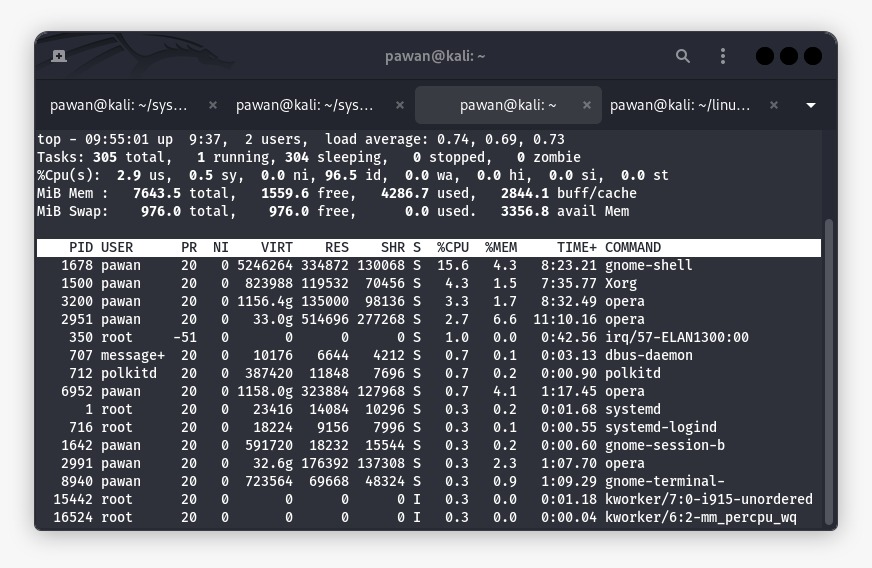 pawan@kali: ~
pawan@kali: ~/sys... × pawan@kali: ~/sys... × pawan@kali: ~ × pawan@kali: ~/linu... ×
top - 09:55:01 up  9:37,  2 users,  load average: 0.74, 0.69, 0.73
Tasks: 305 total,   1 running, 304 sleeping,   0 stopped,   0 zombie
%Cpu(s):  2.9 us,  0.5 sy,  0.0 ni, 96.5 id,  0.0 wa,  0.0 hi,  0.0 si,  0.0 st
MiB Mem :   7643.5 total,   1559.6 free,   4286.7 used,   2844.1 buff/cache
MiB Swap:    976.0 total,    976.0 free,      0.0 used.   3356.8 avail Mem
PID USER      PR  NI    VIRT    RES    SHR S  %CPU  %MEM     TIME+ COMMAND
1678 pawan     20   0 5246264 334872 130068 S  15.6   4.3   8:23.21 gnome-shell
1500 pawan     20   0  823988 119532  70456 S   4.3   1.5   7:35.77 Xorg
3200 pawan     20   0 1156.4g 135000  98136 S   3.3   1.7   8:32.49 opera
2951 pawan     20   0   33.0g 514696 277268 S   2.7   6.6  11:10.16 opera
350 root     -51   0       0      0      0 S   1.0   0.0   0:42.56 irq/57-ELAN1300:00
707 message+  20   0   10176   6644   4212 S   0.7   0.1   0:03.13 dbus-daemon
712 polkitd   20   0  387420  11848   7696 S   0.7   0.2   0:00.90 polkitd
6952 pawan     20   0 1158.0g 323884 127968 S   0.7   4.1   1:17.45 opera
1 root      20   0   23416  14084  10296 S   0.3   0.2   0:01.68 systemd
716 root      20   0   18224   9156   7996 S   0.3   0.1   0:00.55 systemd-logind
1642 pawan     20   0  591720  18232  15544 S   0.3   0.2   0:00.60 gnome-session-b
2991 pawan     20   0   32.6g 176392 137308 S   0.3   2.3   1:07.70 opera
8940 pawan     20   0  723564  69668  48324 S   0.3   0.9   1:09.29 gnome-terminal-
15442 root      20   0       0      0      0 I   0.3   0.0   0:01.18 kworker/7:0-i915-unordered
16524 root      20   0       0      0      0 I   0.3   0.0   0:00.04 kworker/6:2-mm_percpu_wq